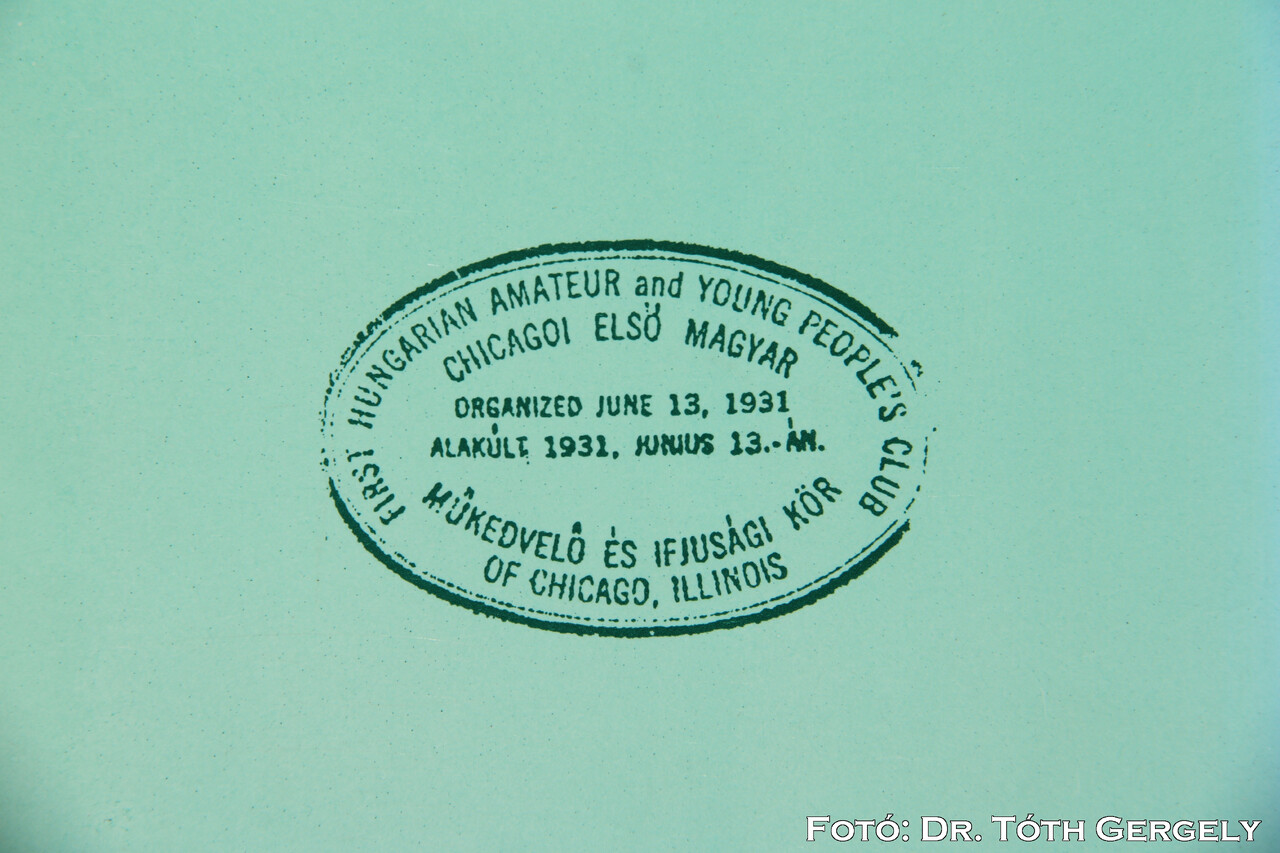 FIRST HUNGARIAN AMATEUR and YOUNG PEOPLE'S CLUB
CHICAGOI ELSŐ MAGYAR
ORGANIZED JUNE 13, 1931
ALAKÚLT 1931, JUNIUS 13.-ÁN.
MÛKEDVELÔ ÉS IFJUSÁGI KÖR
OF CHICAGO, ILLINOIS
FOTÓ: DR. TÓTH GERGELY